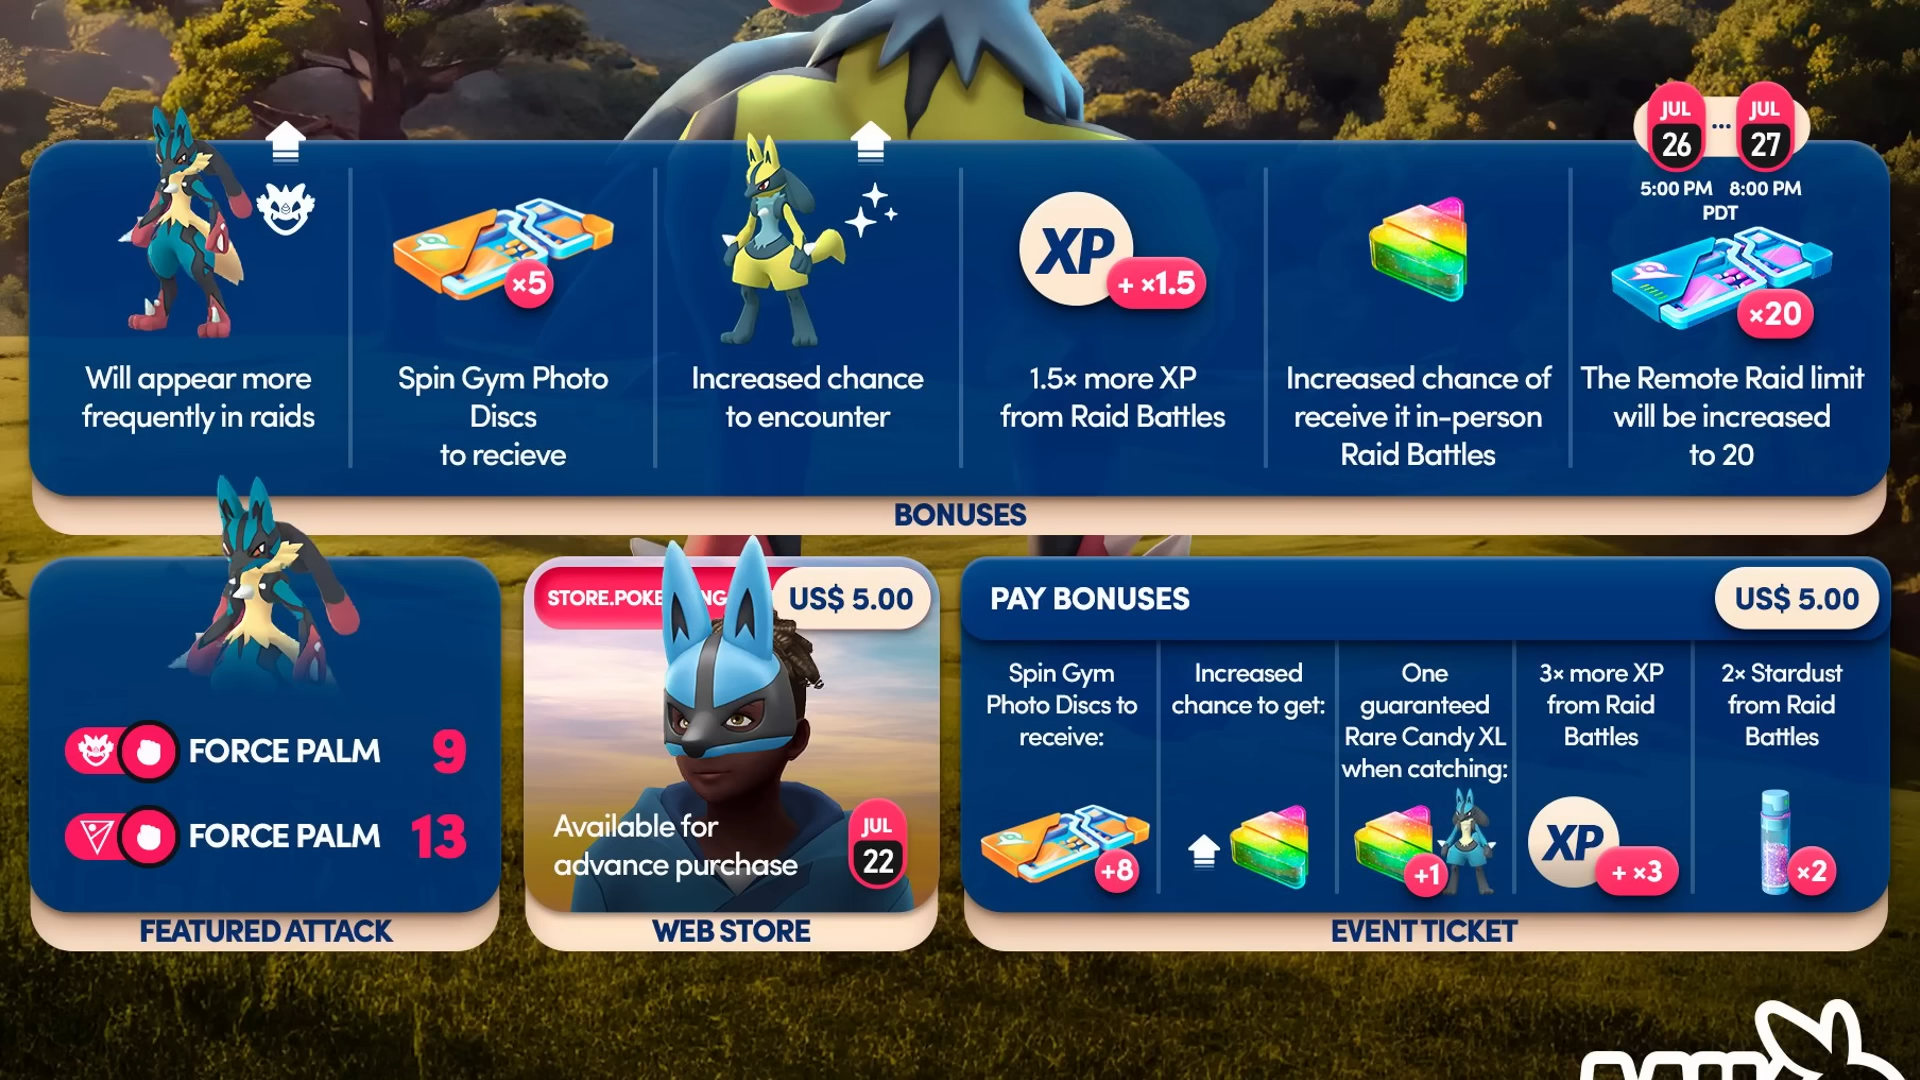 JUL JUL
26 ... 27
5:00 PM 8:00 PM
PDT
×5
XP
+ ×1.5
×20
Will appear more
frequently in raids
Spin Gym Photo
Discs
to recieve
Increased chance
to encounter
1.5× more XP
from Raid Battles
Increased chance of
receive it in-person
Raid Battles
The Remote Raid limit
will be increased
to 20
BONUSES
FORCE PALM 9
FORCE PALM 13
FEATURED ATTACK
US$ 5.00
Available for
advance purchase
JUL
22
WEB STORE
PAY BONUSES
US$ 5.00
Spin Gym
Photo Discs to
receive:
+8
Increased
chance to get:
One
guaranteed
Rare Candy XL
when catching:
+1
3× more XP
from Raid
Battles
XP
+ ×3
2× Stardust
from Raid
Battles
×2
EVENT TICKET